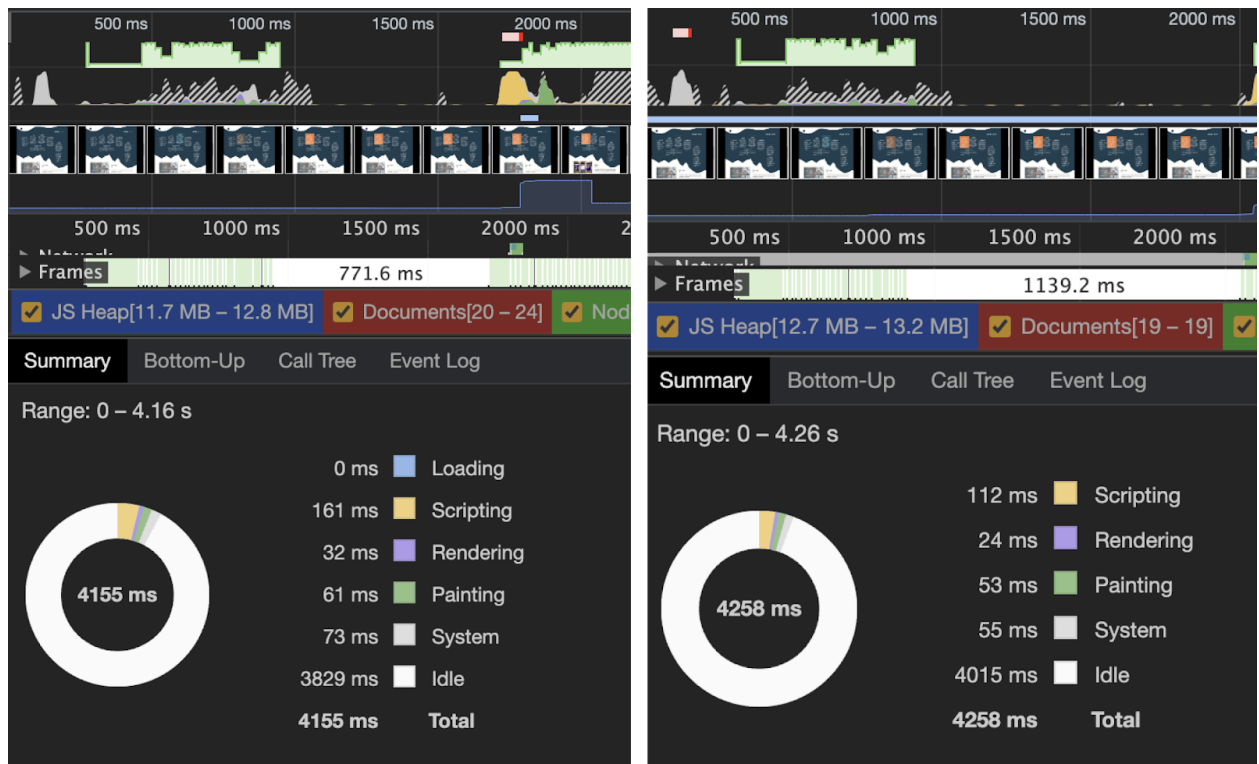 500 ms 1000 ms 1500 ms 2000 ms
500 ms 1000 ms 1500 ms 2000 ms 2
Network
Frames 771.6 ms
JS Heap[11.7 MB – 12.8 MB] Documents[20 – 24] Nod
Summary Bottom-Up Call Tree Event Log
Range: 0 – 4.16 s
0 ms Loading
161 ms Scripting
32 ms Rendering
4155 ms
61 ms Painting
73 ms System
3829 ms Idle
4155 ms Total
500 ms 1000 ms 1500 ms 2000 ms
500 ms 1000 ms 1500 ms 2000 ms
Network
Frames 1139.2 ms
JS Heap[12.7 MB – 13.2 MB] Documents[19 – 19]
Summary Bottom-Up Call Tree Event Log
Range: 0 – 4.26 s
112 ms Scripting
24 ms Rendering
53 ms Painting
4258 ms
55 ms System
4015 ms Idle
4258 ms Total